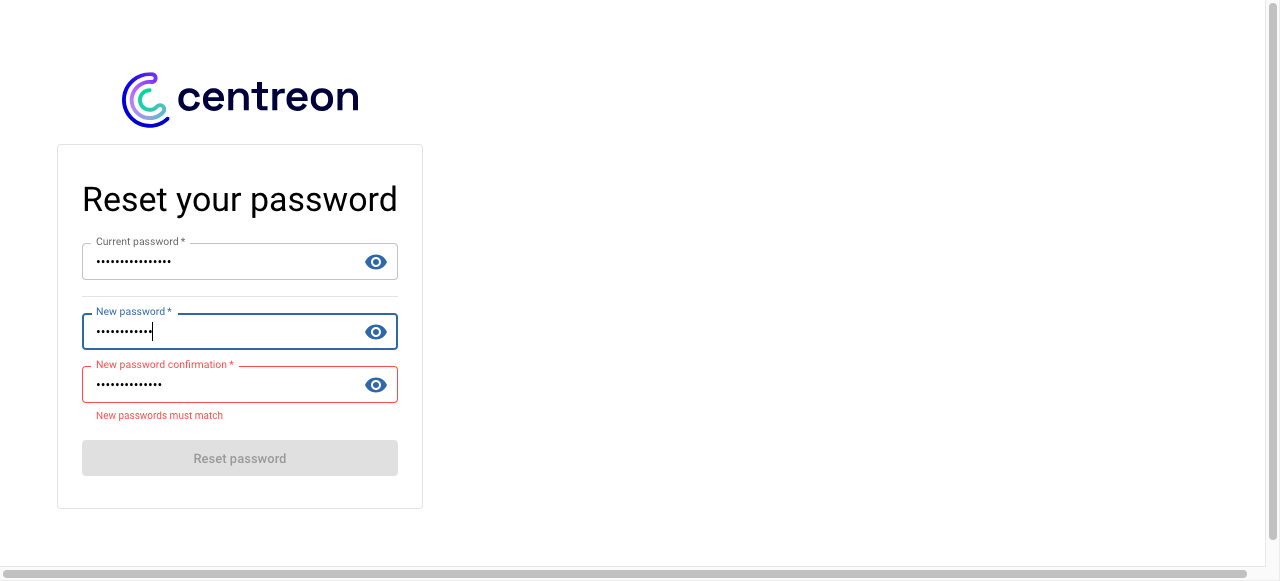 centreon
Reset your password
Current password *
••••••••••••••••
New password *
••••••••••••
New password confirmation *
••••••••••••••
New passwords must match
Reset password